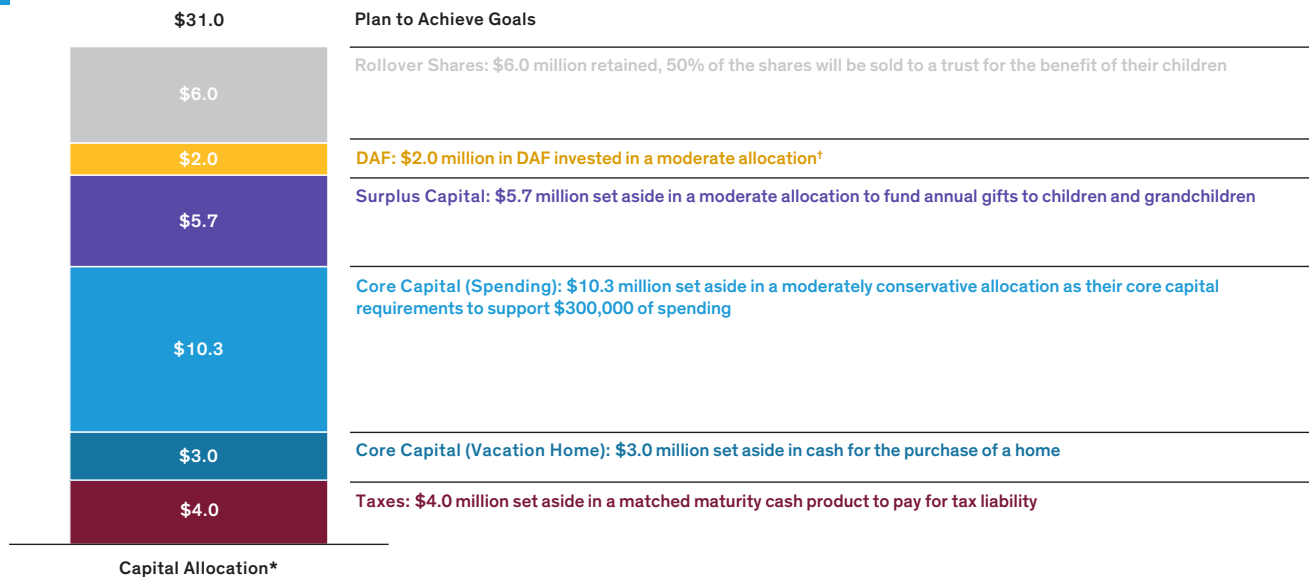 $31.0
Plan to Achieve Goals
$6.0
Rollover Shares: $6.0 million retained, 50% of the shares will be sold to a trust for the benefit of their children
$2.0
DAF: $2.0 million in DAF invested in a moderate allocation†
$5.7
Surplus Capital: $5.7 million set aside in a moderate allocation to fund annual gifts to children and grandchildren
$10.3
Core Capital (Spending): $10.3 million set aside in a moderately conservative allocation as their core capital
requirements to support $300,000 of spending
$3.0
Core Capital (Vacation Home): $3.0 million set aside in cash for the purchase of a home
$4.0
Taxes: $4.0 million set aside in a matched maturity cash product to pay for tax liability
Capital Allocation*